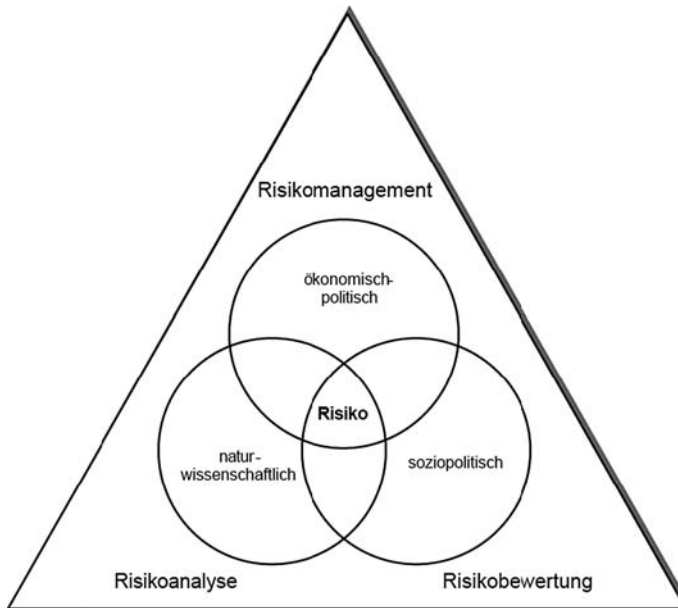 Risikomanagement
ökonomisch-
politisch
Risiko
natur-
wissenschaftlich
soziopolitisch
Risikoanalyse
Risikobewertung